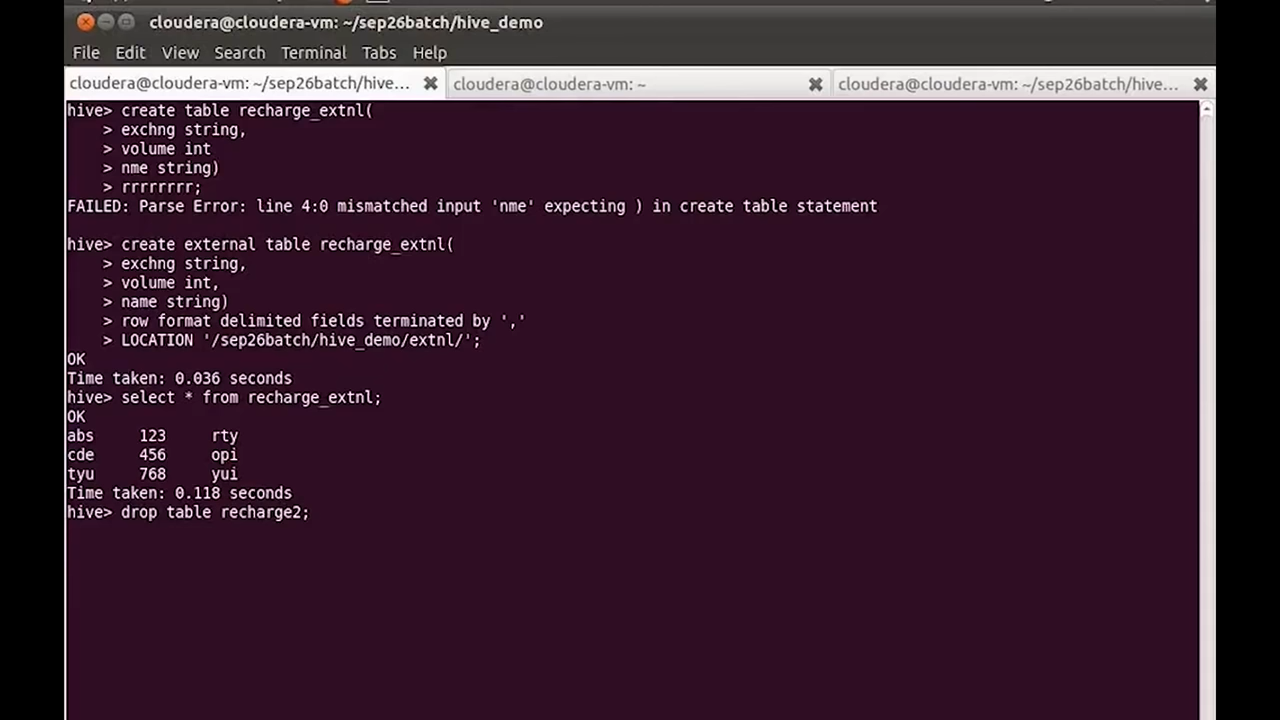 cloudera@cloudera-vm: ~/sep26batch/hive_demo
File Edit View Search Terminal Tabs Help
cloudera@cloudera-vm: ~/sep26batch/hive... cloudera@cloudera-vm: ~ cloudera@cloudera-vm: ~/sep26batch/hive...
hive> create table recharge_extnl(
    > exchng string,
    > volume int
    > nme string)
    > rrrrrrrr;
FAILED: Parse Error: line 4:0 mismatched input 'nme' expecting ) in create table statement
hive> create external table recharge_extnl(
    > exchng string,
    > volume int,
    > name string)
    > row format delimited fields terminated by ','
    > LOCATION '/sep26batch/hive_demo/extnl/';
OK
Time taken: 0.036 seconds
hive> select * from recharge_extnl;
OK
abs     123     rty
cde     456     opi
tyu     768     yui
Time taken: 0.118 seconds
hive> drop table recharge2;